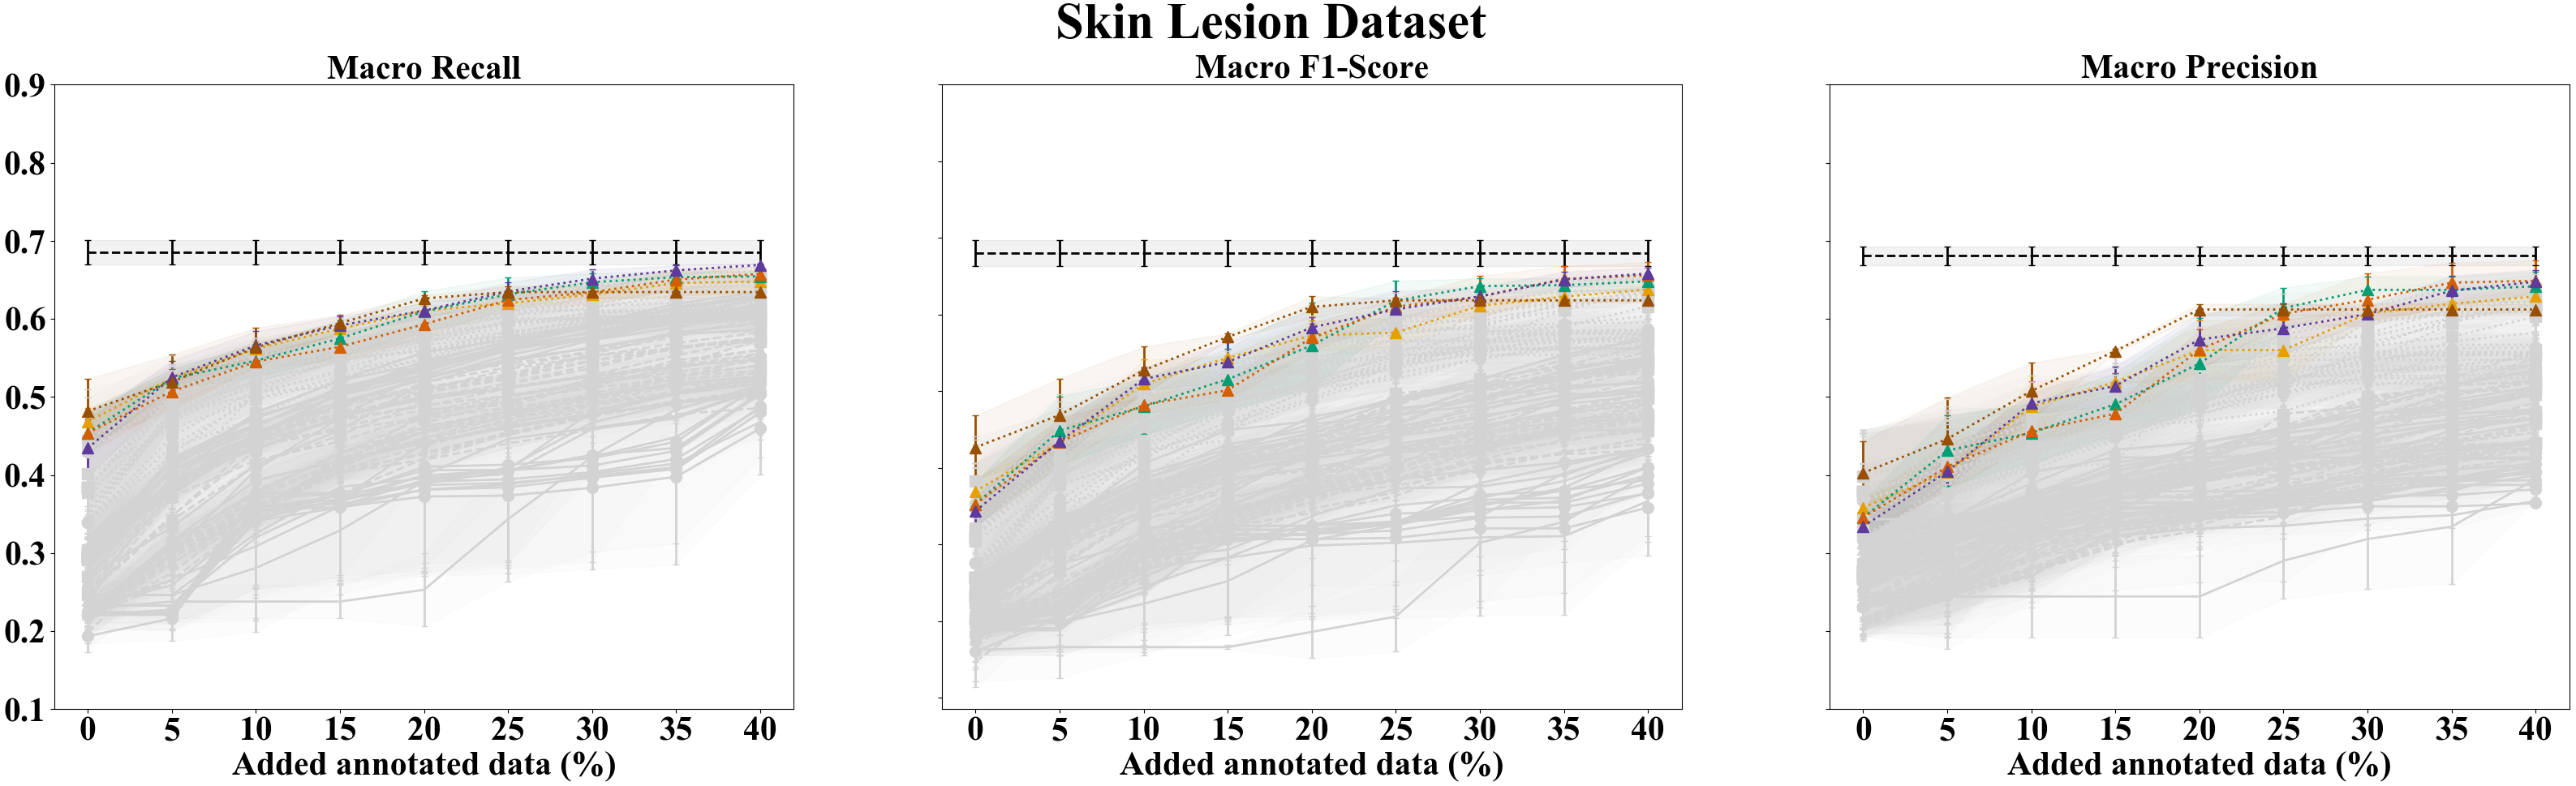 Skin Lesion Dataset
Macro Recall
Macro F1-Score
Macro Precision
0.9
0.8
0.7
0.6
0.5
0.4
0.3
0.2
0.1
0 5 10 15 20 25 30 35 40
0 5 10 15 20 25 30 35 40
0 5 10 15 20 25 30 35 40
Added annotated data (%)
Added annotated data (%)
Added annotated data (%)